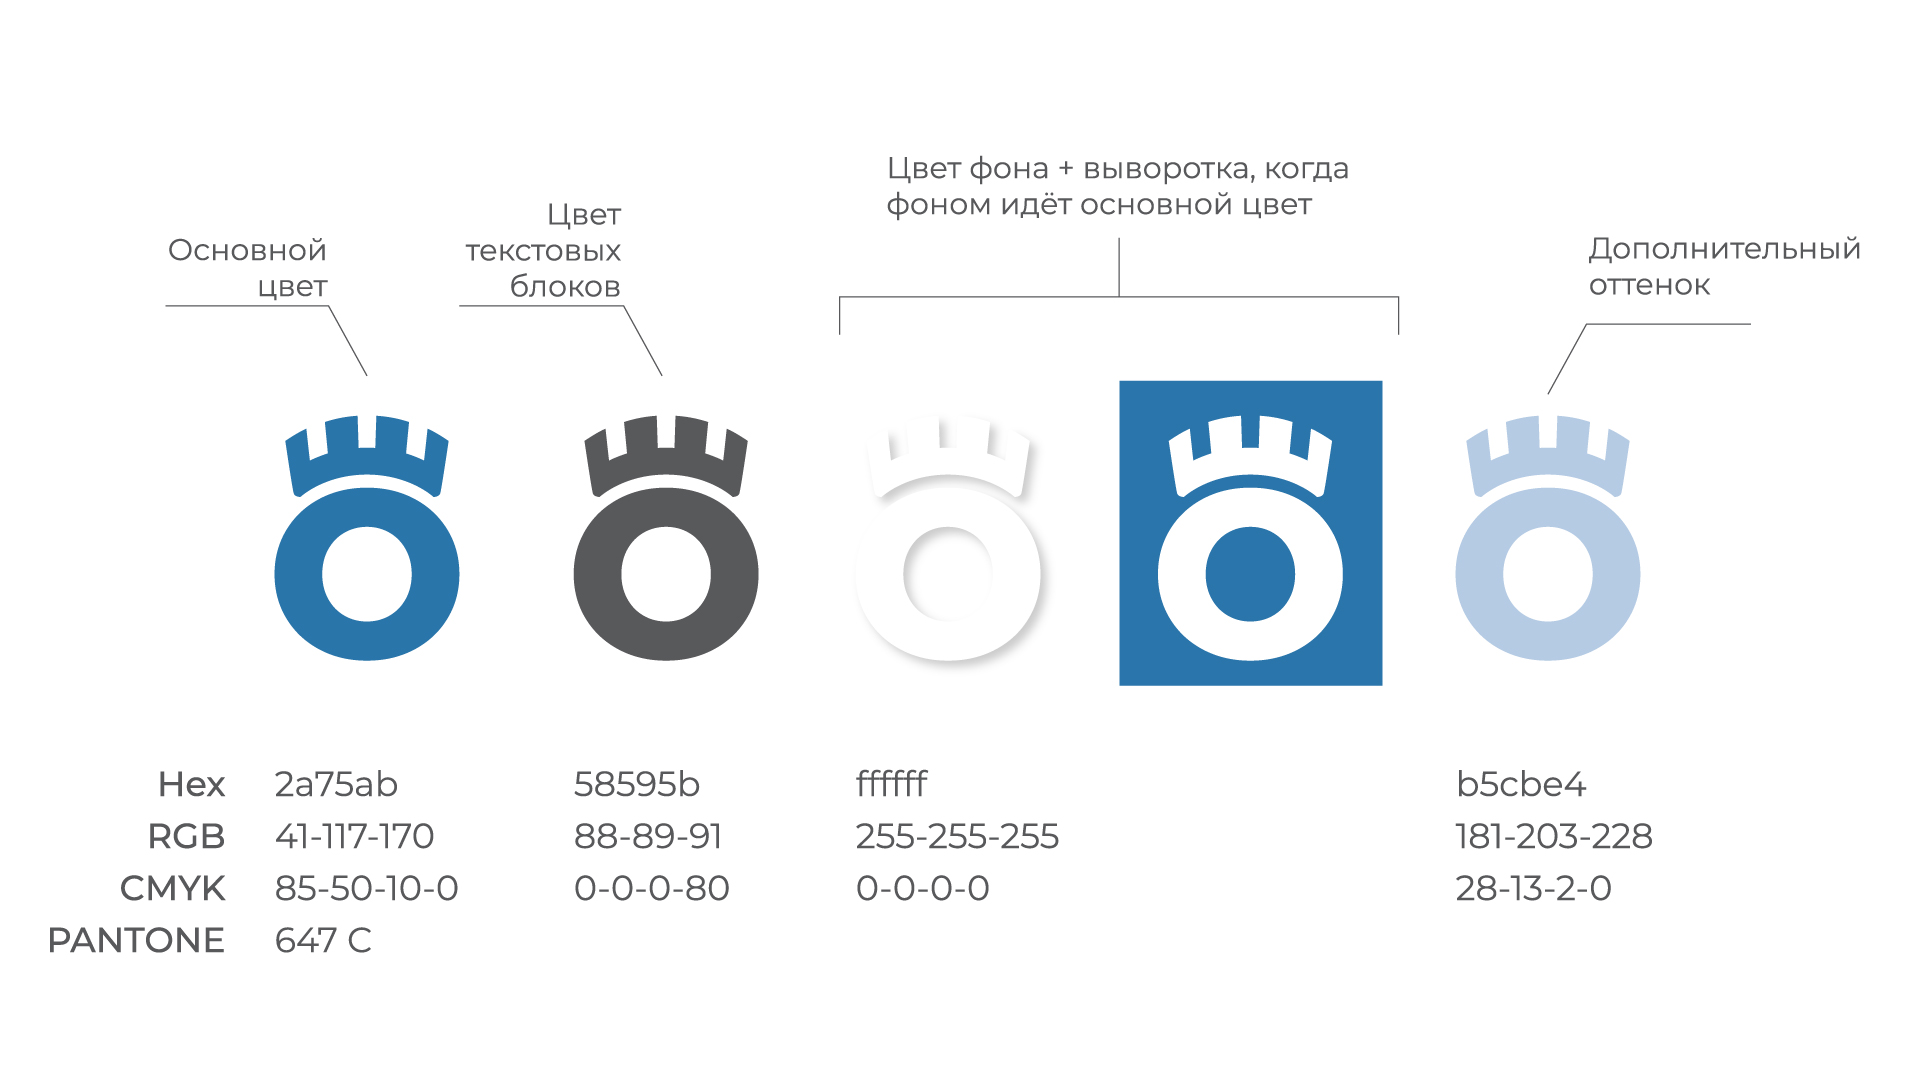 Основной
цвет
Цвет
текстовых
блоков
Цвет фона + выворотка, когда
фоном идёт основной цвет
Дополнительный
оттенок
Hex 2a75ab 58595b ffffff b5cbe4
RGB 41-117-170 88-89-91 255-255-255 181-203-228
CMYK 85-50-10-0 0-0-0-80 0-0-0-0 28-13-2-0
PANTONE 647 C